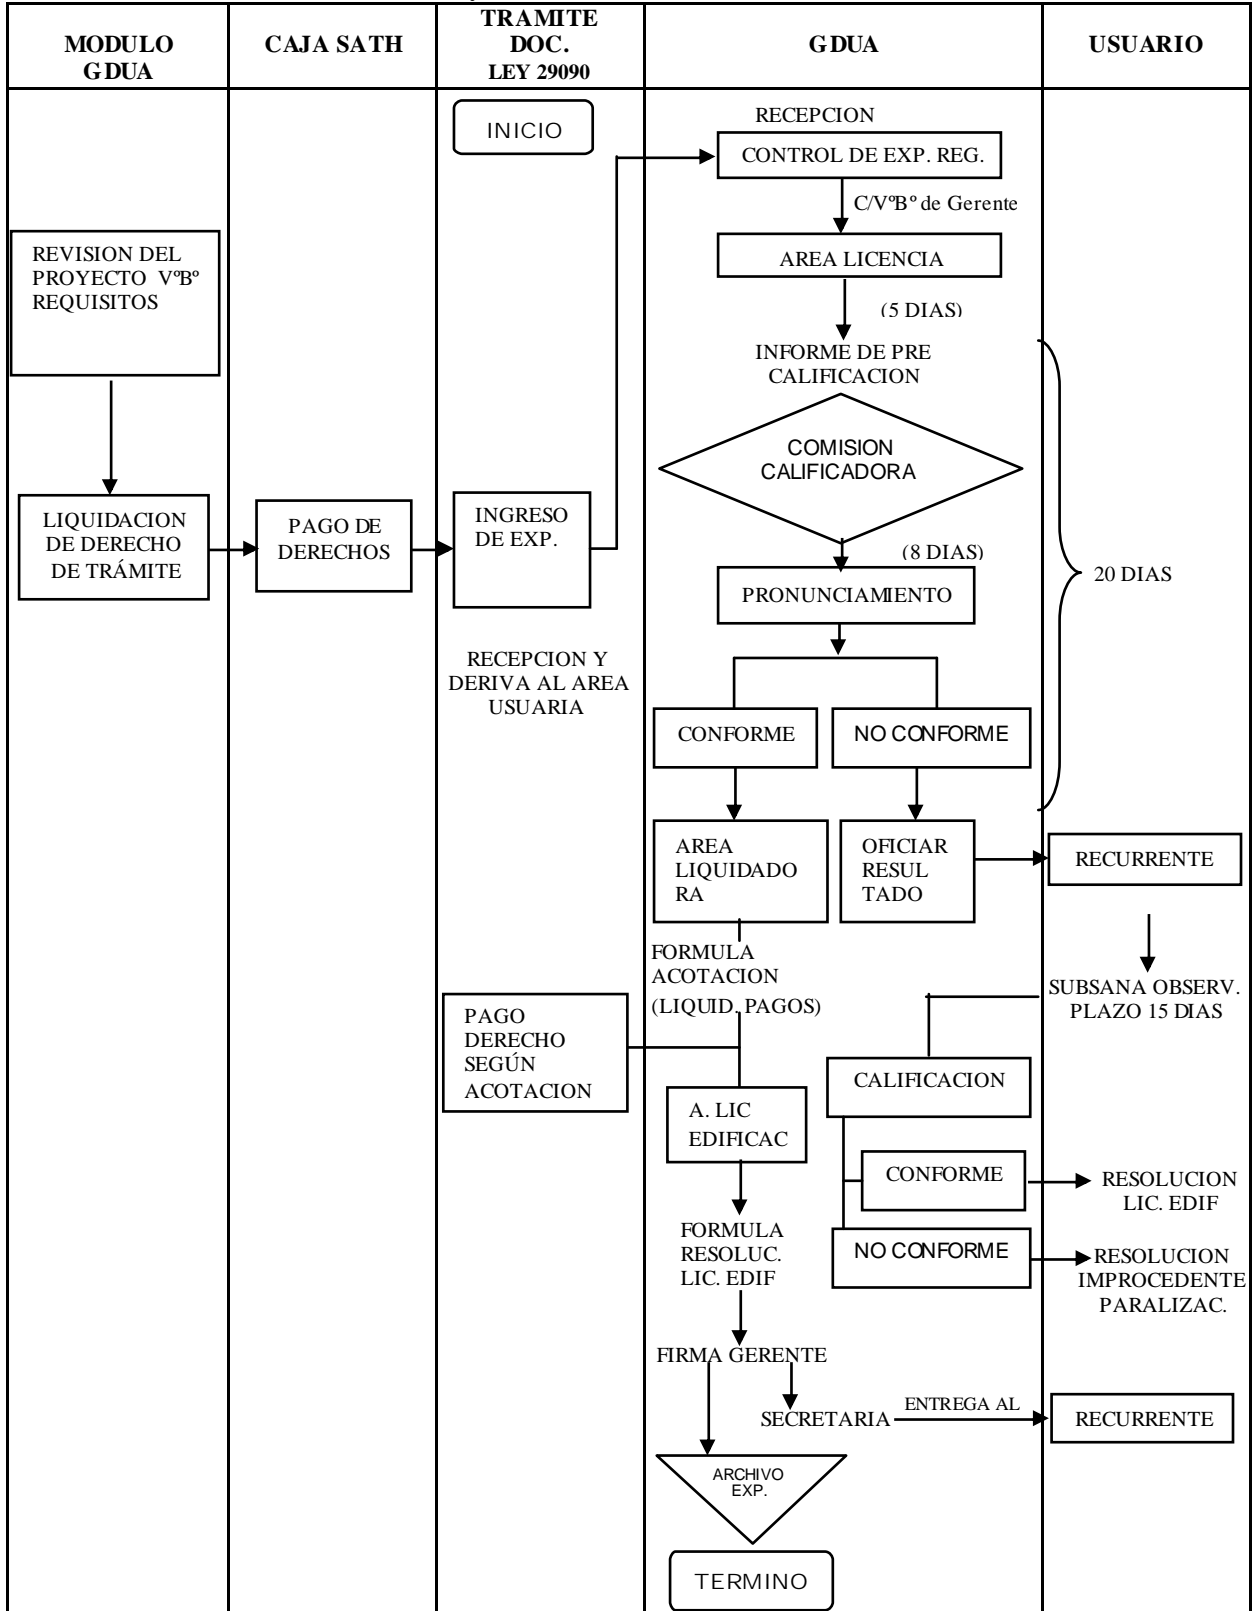 MODULO
GDUA
CAJA SATH
TRAMITE
DOC.
LEY 29090
GDUA
USUARIO
INICIO
RECEPCION
CONTROL DE EXP. REG.
C/VºBº de Gerente
AREA LICENCIA
(5 DIAS)
REVISION DEL
PROYECTO VºBº
REQUISITOS
INFORME DE PRE
CALIFICACION
COMISION
CALIFICADORA
LIQUIDACION
DE DERECHO
DE TRÁMITE
PAGO DE
DERECHOS
INGRESO
DE EXP.
(8 DIAS)
PRONUNCIAMIENTO
20 DIAS
RECEPCION Y
DERIVA AL AREA
USUARIA
CONFORME
NO CONFORME
AREA
LIQUIDADO
RA
OFICIAR
RESUL
TADO
RECURRENTE
FORMULA
ACOTACION
(LIQUID. PAGOS)
SUBSANA OBSERV.
PLAZO 15 DIAS
PAGO
DERECHO
SEGÚN
ACOTACION
CALIFICACION
A. LIC
EDIFICAC
CONFORME
RESOLUCION
LIC. EDIF
FORMULA
RESOLUC.
LIC. EDIF
NO CONFORME
RESOLUCION
IMPROCEDENTE
PARALIZAC.
FIRMA GERENTE
SECRETARIA
ENTREGA AL
RECURRENTE
ARCHIVO
EXP.
TERMINO